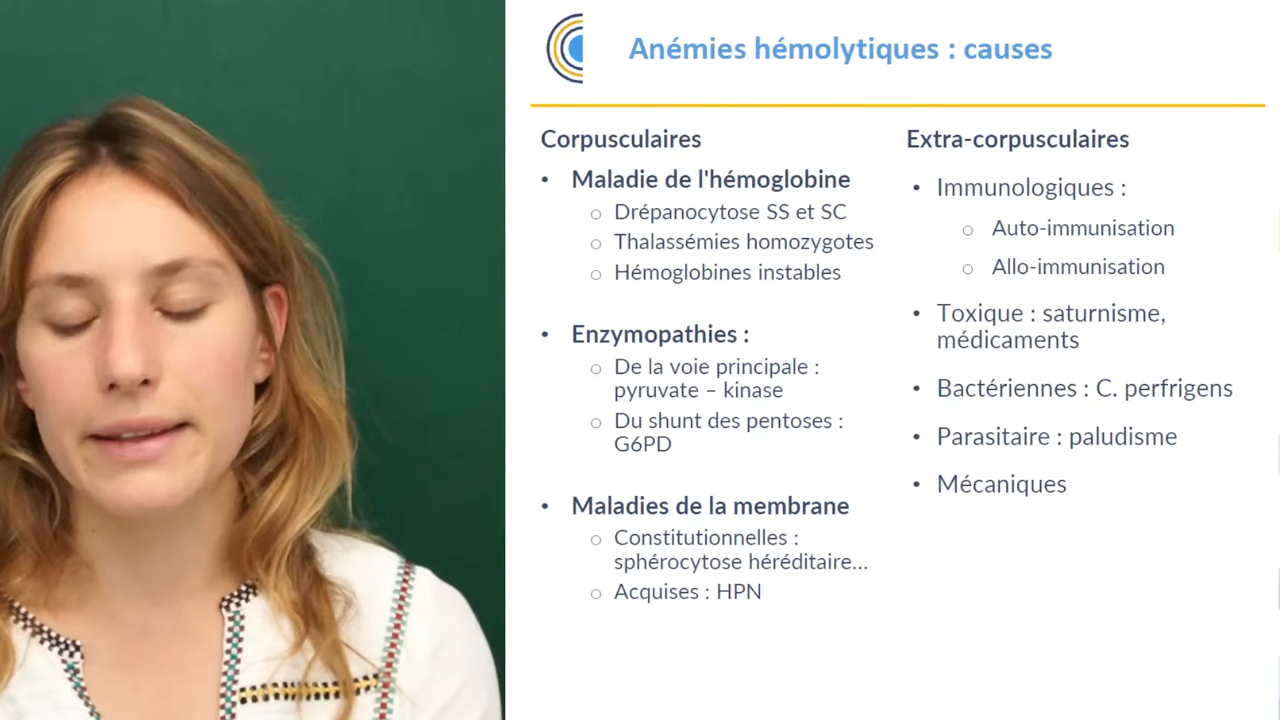 Anémies hémolytiques : causes
Corpusculaires
• Maladie de l'hémoglobine
○ Drépanocytose SS et SC
○ Thalassémies homozygotes
○ Hémoglobines instables
• Enzymopathies :
○ De la voie principale :
pyruvate – kinase
○ Du shunt des pentoses :
G6PD
• Maladies de la membrane
○ Constitutionnelles :
sphérocytose héréditaire...
○ Acquises : HPN
Extra-corpusculaires
• Immunologiques :
○ Auto-immunisation
○ Allo-immunisation
• Toxique : saturnisme,
médicaments
• Bactériennes : C. perfrigens
• Parasitaire : paludisme
• Mécaniques